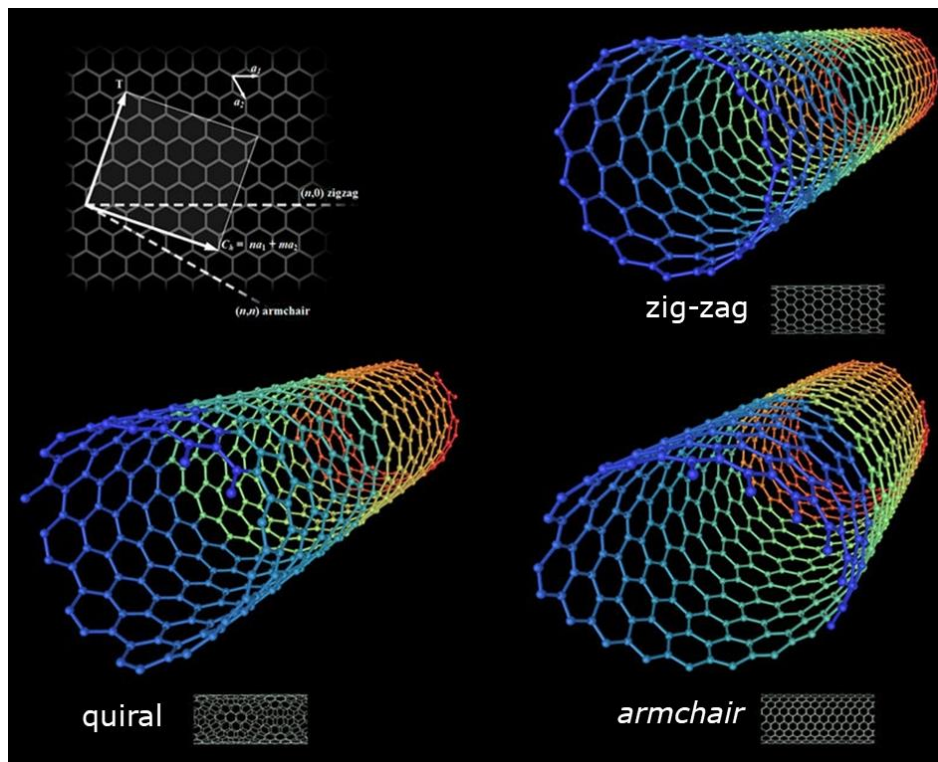 a₁
a₂
T
(n,0) zigzag
Cₕ = na₁ + ma₂
(n,n) armchair
zig-zag
quiral
armchair